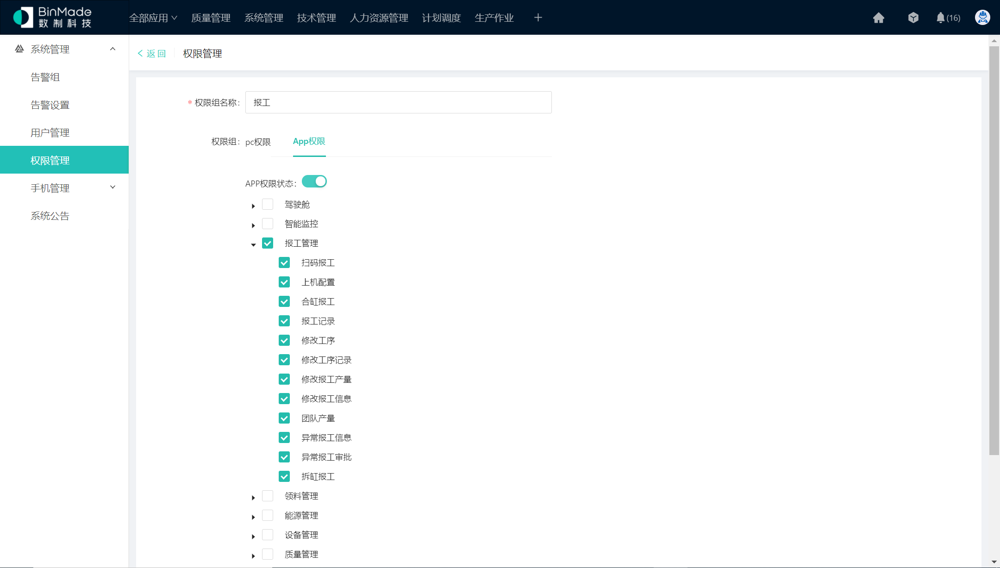 BinMade
数制科技
全部应用 质量管理 系统管理 技术管理 人力资源管理 计划调度 生产作业 (16)
系统管理
告警组
告警设置
用户管理
权限管理
手机管理
系统公告
返回 权限管理
* 权限组名称: 报工
权限组: pc权限 App权限
APP权限状态:
驾驶舱
智能监控
报工管理
扫码报工
上机配置
合缸报工
报工记录
修改工序
修改工序记录
修改报工产量
修改报工信息
团队产量
异常报工信息
异常报工审批
拆缸报工
领料管理
能源管理
设备管理
质量管理